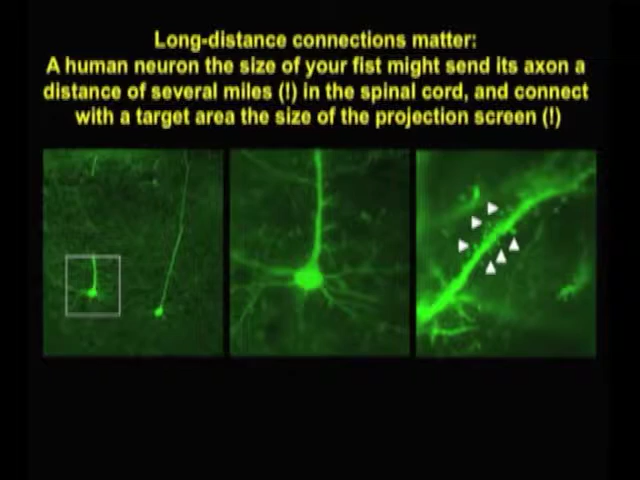 Long-distance connections matter:
A human neuron the size of your fist might send its axon a
distance of several miles (!) in the spinal cord, and connect
with a target area the size of the projection screen (!)